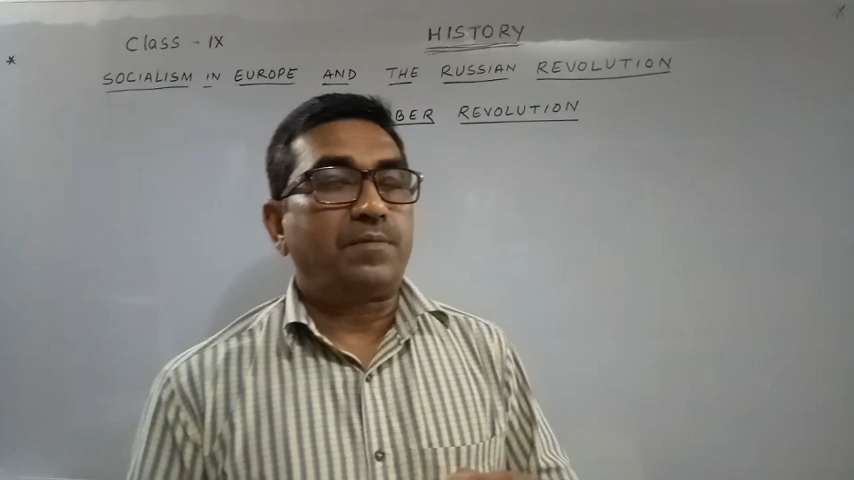 Class - IX
HISTORY
SOCIALISM IN EUROPE AND THE RUSSIAN REVOLUTION
BER REVOLUTION